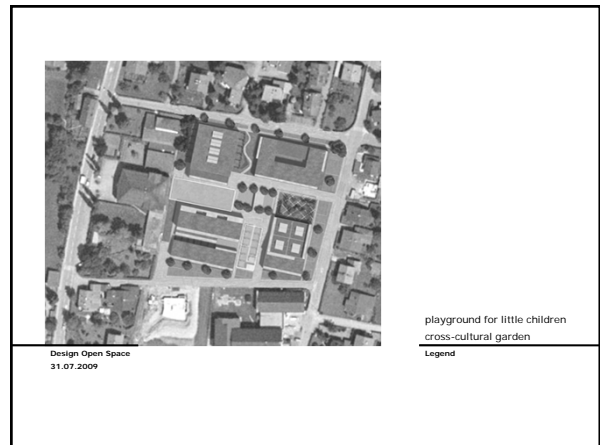 playground for little children
cross-cultural garden
Design Open Space
31.07.2009
Legend